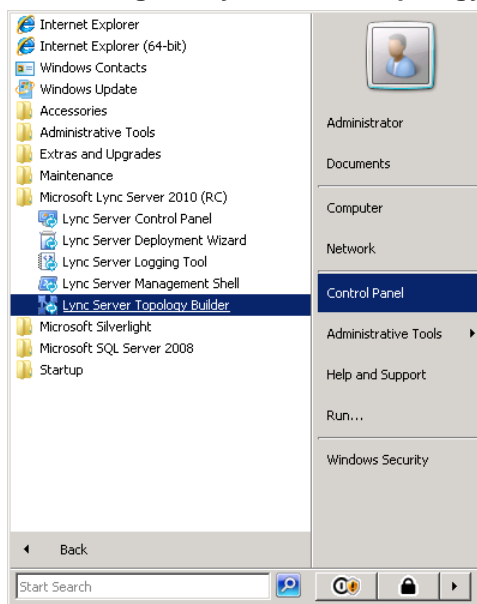 Internet Explorer
Internet Explorer (64-bit)
Windows Contacts
Windows Update
Accessories
Administrative Tools
Extras and Upgrades
Maintenance
Microsoft Lync Server 2010 (RC)
Lync Server Control Panel
Lync Server Deployment Wizard
Lync Server Logging Tool
Lync Server Management Shell
Lync Server Topology Builder
Microsoft Silverlight
Microsoft SQL Server 2008
Startup
Back
Start Search
Administrator
Documents
Computer
Network
Control Panel
Administrative Tools
Help and Support
Run...
Windows Security